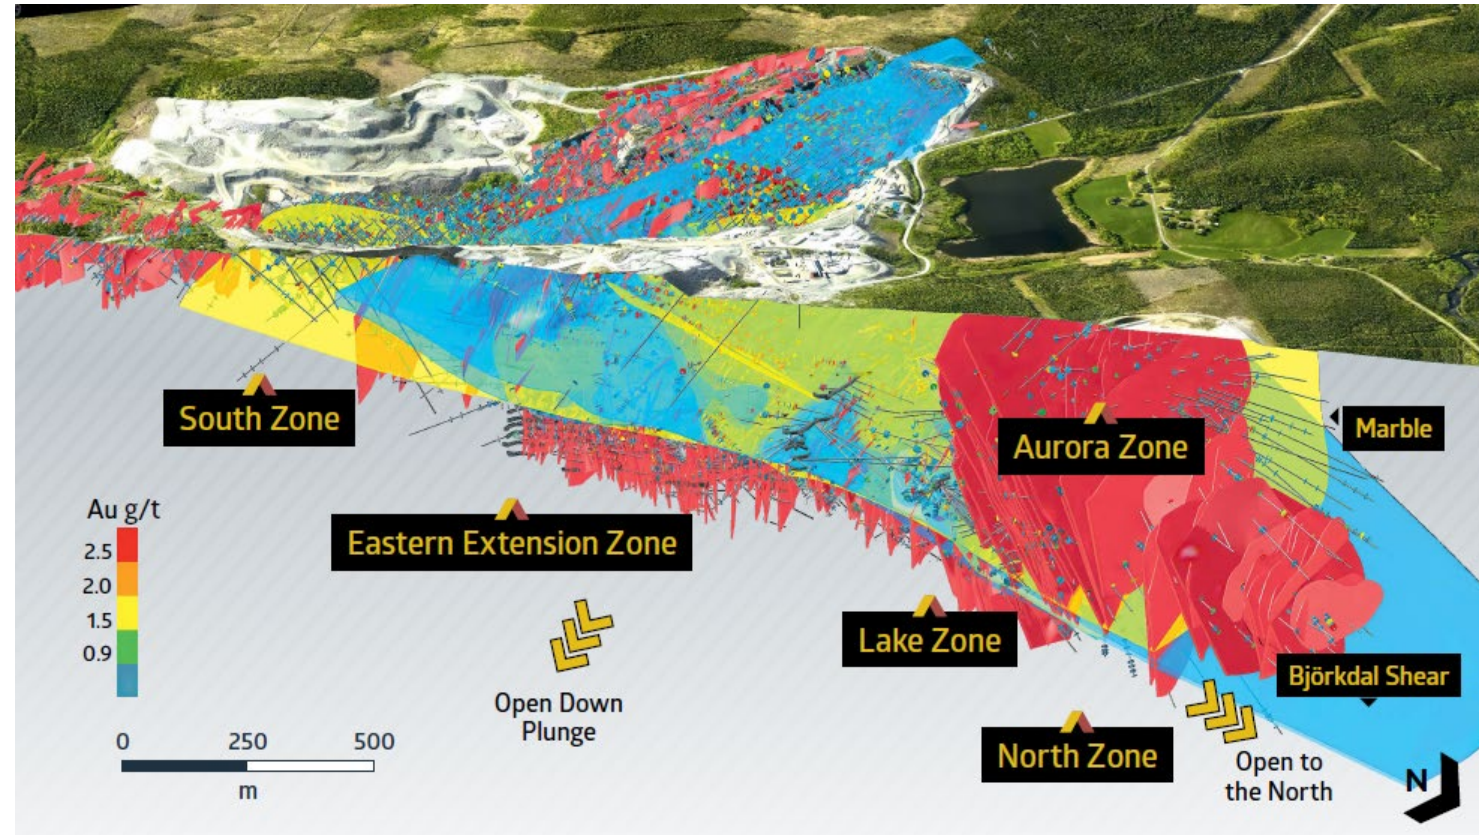 South Zone
Aurora Zone
Marble
Au g/t
2.5
2.0
1.5
0.9
Eastern Extension Zone
Lake Zone
Björkdal Shear
Open Down
Plunge
North Zone
Open to
the North
0 250 500
m
N